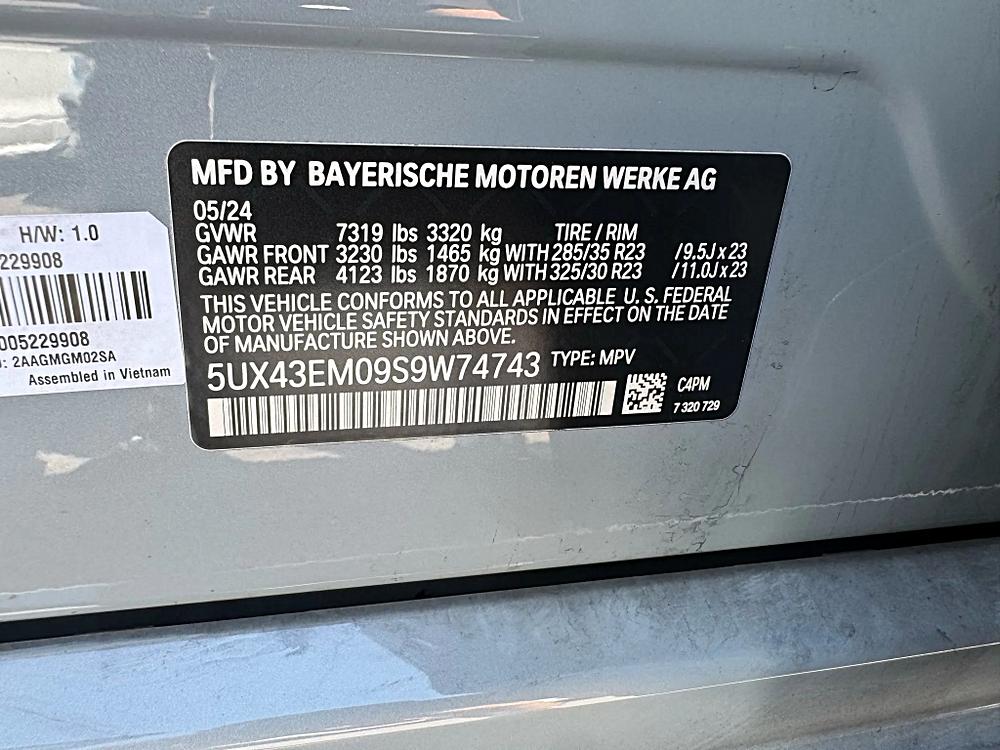 MFD BY BAYERISCHE MOTOREN WERKE AG
05/24
GVWR 7319 lbs 3320 kg TIRE / RIM
GAWR FRONT 3230 lbs 1465 kg WITH 285/35 R23 /9.5J x 23
GAWR REAR 4123 lbs 1870 kg WITH 325/30 R23 /11.0J x 23
THIS VEHICLE CONFORMS TO ALL APPLICABLE U. S. FEDERAL
MOTOR VEHICLE SAFETY STANDARDS IN EFFECT ON THE DATE
OF MANUFACTURE SHOWN ABOVE.
5UX43EM09S9W74743 TYPE: MPV
C4PM
7 320 729
H/W: 1.0
229908
005229908
: 2AAGMGM02SA
Assembled in Vietnam